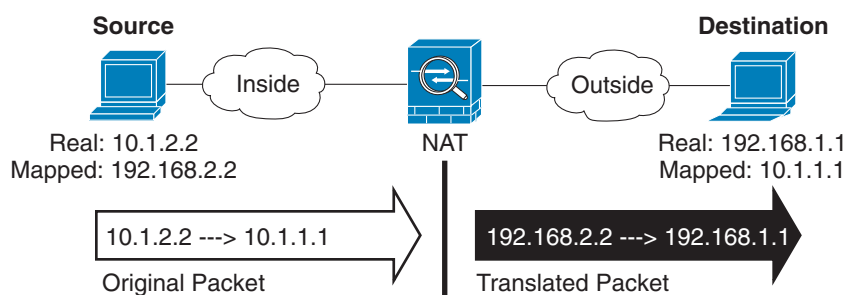 Source
Destination
Inside
Outside
Real: 10.1.2.2
Mapped: 192.168.2.2
NAT
Real: 192.168.1.1
Mapped: 10.1.1.1
10.1.2.2 ---> 10.1.1.1
192.168.2.2 ---> 192.168.1.1
Original Packet
Translated Packet